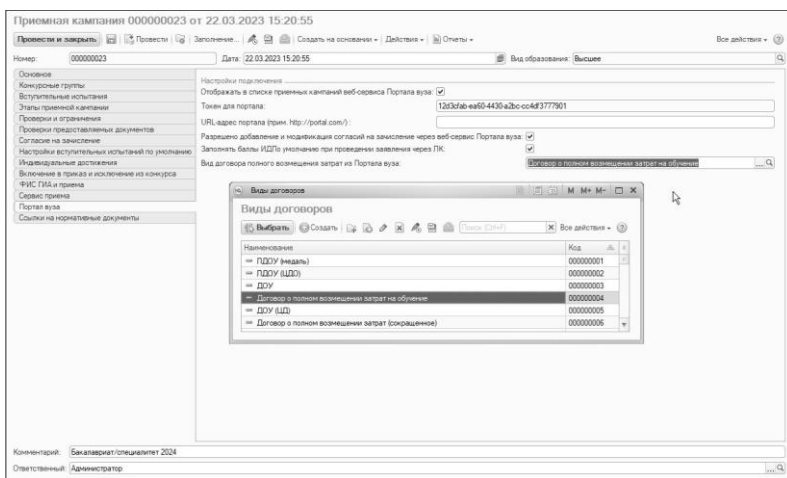 Приемная кампания 000000023 от 22.03.2023 15:20:55
Провести и закрыть Провести Заполнение... Создать на основании Действия Отчеты Все действия
Номер: 000000023 Дата: 22.03.2023 15:20:55 Вид образования: Высшее
Основное
Конкурсные группы
Вступительные испытания
Этапы приемной кампании
Проверки и ограничения
Проверки предоставляемых документов
Согласие на зачисление
Настройки вступительных испытаний по умолчанию
Индивидуальные достижения
Включение в приказ и исключение из конкурса
ФИС ГИА и приема
Сервис приема
Портал вуза
Ссылки на нормативные документы
Настройки подключения
Отображать в списке приемных кампаний веб-сервиса Портала вуза:
Токен для портала: 12d3cfab-ea60-4430-a2bc-cc4df3777901
URL-адрес портала (прим. http://portal.com/) :
Разрешено добавление и модификация согласий на зачисление через веб-сервис Портала вуза:
Заполнять баллы ИДПо умолчанию при проведении заявления через ЛК:
Вид договора полного возмещения затрат из Портала вуза: Договор о полном возмещении затрат на обучение ...
Виды договоров M M+ M-
Виды договоров
Выбрать Создать Поиск (Ctrl+F) Все действия
Наименование Код
ПДОУ (медаль) 000000001
ПДОУ (ЦДО) 000000002
ДОУ 000000003
Договор о полном возмещении затрат на обучение 000000004
ДОУ (ЦД) 000000005
Договор о полном возмещении затрат (сокращенное) 000000006
Комментарий: Бакалавриат/специалитет 2024
Ответственный: Администратор ...